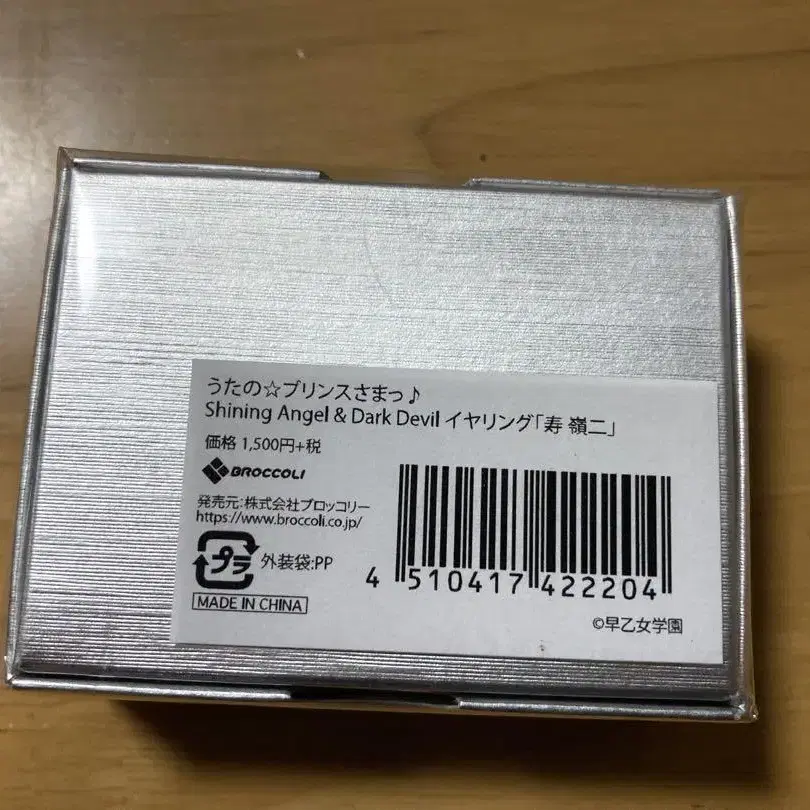 うたの☆プリンスさまっ♪
Shining Angel & Dark Devil イヤリング「寿 嶺二」
価格 1,500円+税
BROCCOLI
発売元:株式会社ブロッコリー
https://www.broccoli.co.jp/
プラ 外装袋:PP
MADE IN CHINA
4 510417 422204
©早乙女学園